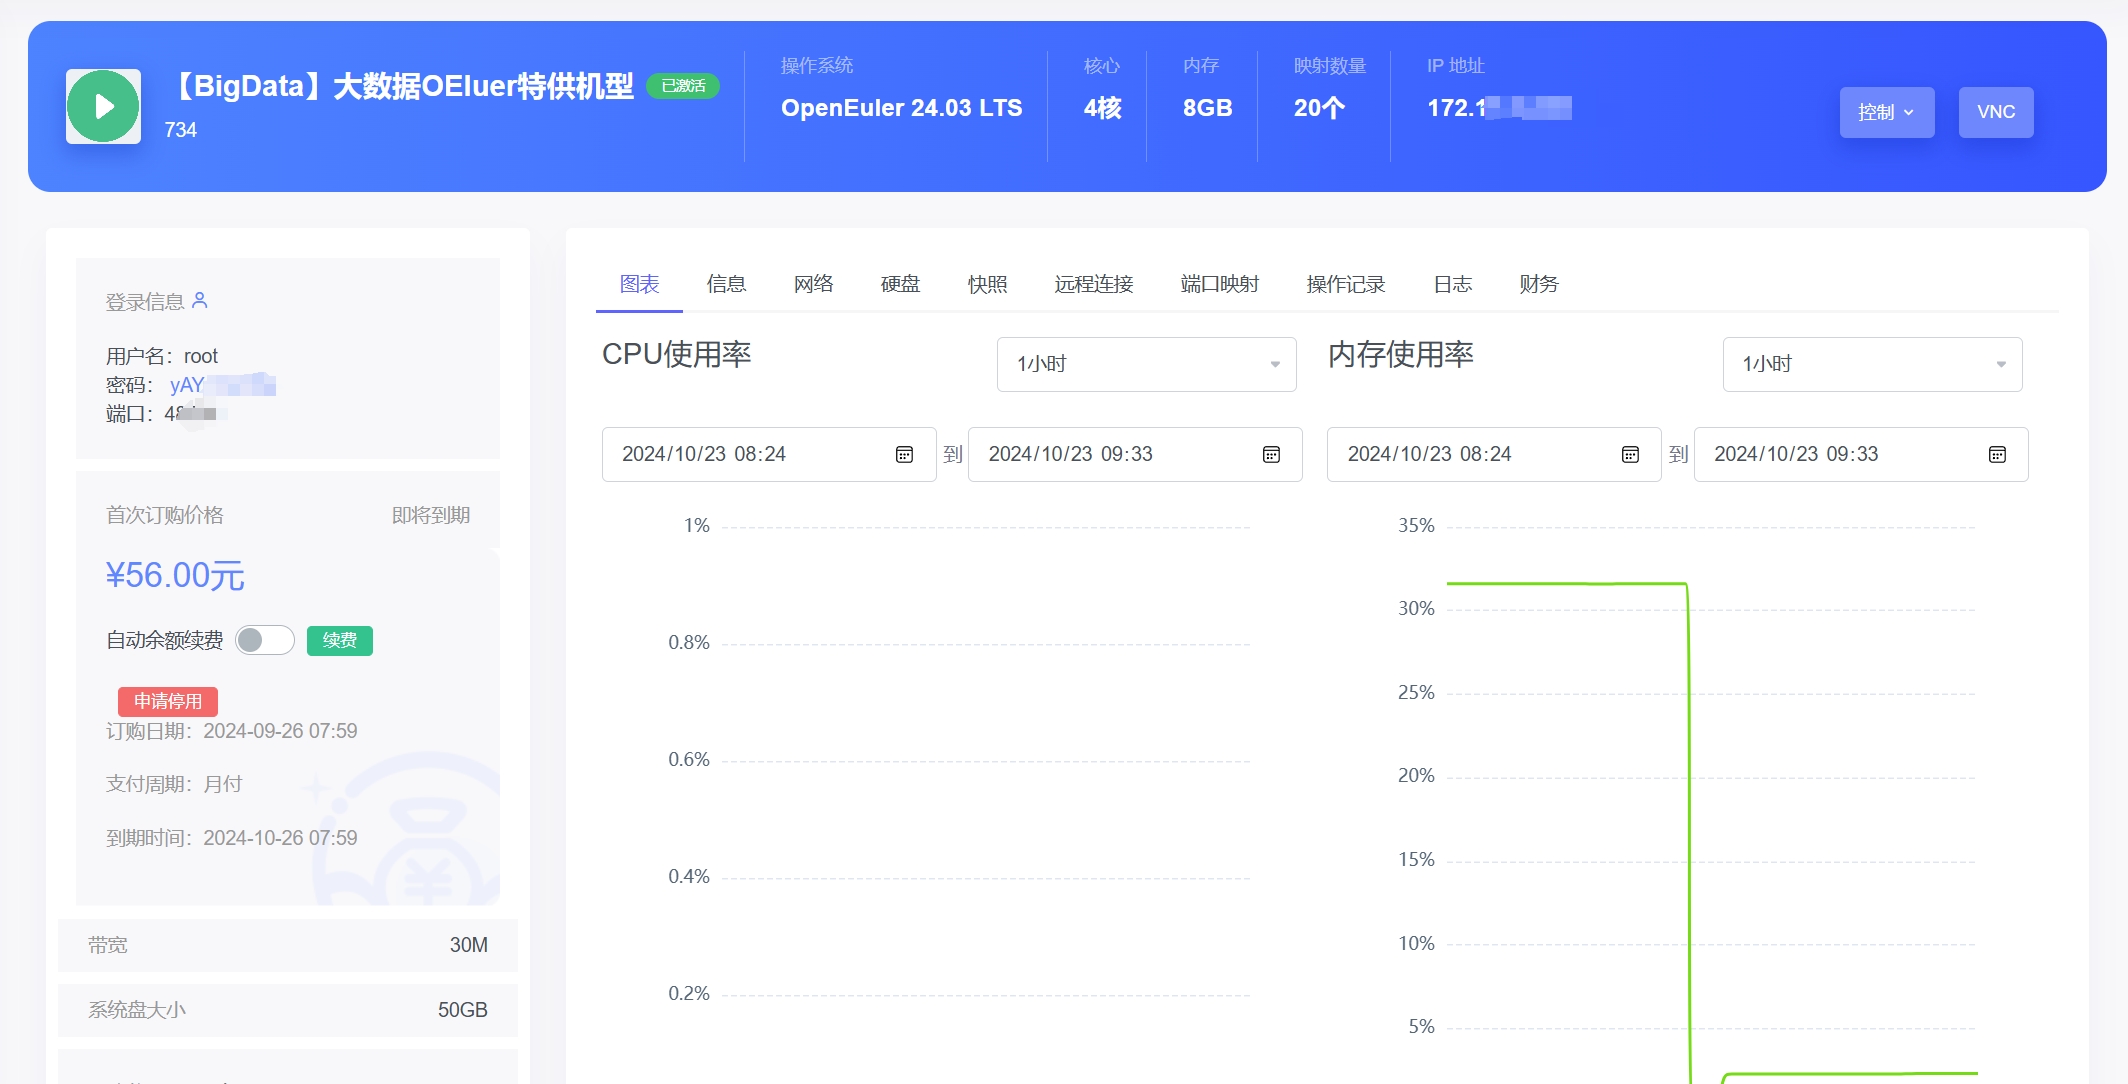 【BigData】大数据OEluer特供机型 已激活
734
操作系统
OpenEuler 24.03 LTS
核心
4核
内存
8GB
映射数量
20个
IP 地址
172.1
控制
VNC
登录信息
用户名：root
密码：yAY
端口：48
首次订购价格 即将到期
¥56.00元
自动余额续费 续费
申请停用
订购日期：2024-09-26 07:59
支付周期：月付
到期时间：2024-10-26 07:59
带宽 30M
系统盘大小 50GB
图表 信息 网络 硬盘 快照 远程连接 端口映射 操作记录 日志 财务
CPU使用率 1小时
2024/10/23 08:24 到 2024/10/23 09:33
1%
0.8%
0.6%
0.4%
0.2%
内存使用率 1小时
2024/10/23 08:24 到 2024/10/23 09:33
35%
30%
25%
20%
15%
10%
5%